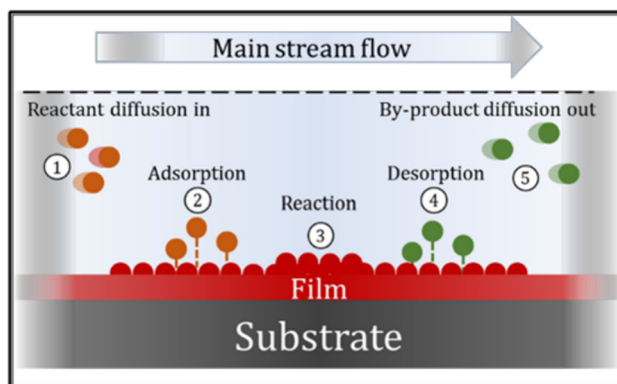 Main stream flow
Reactant diffusion in
By-product diffusion out
1
5
Adsorption
2
Reaction
3
Desorption
4
Film
Substrate